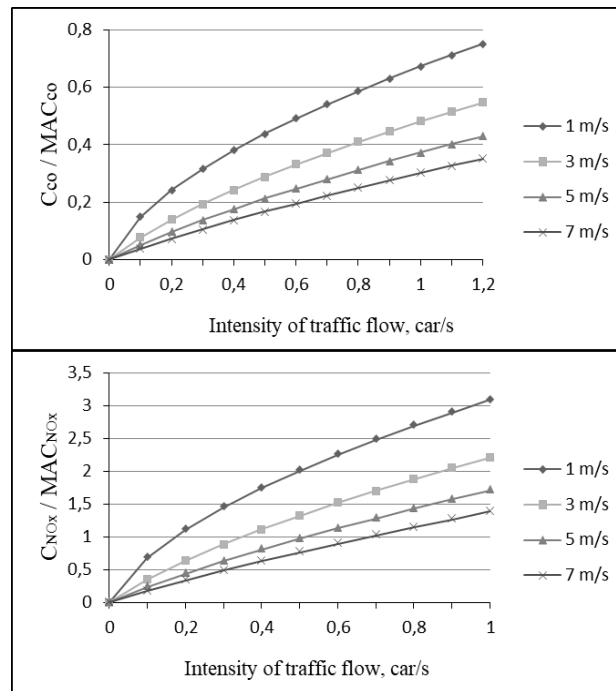 0,8
0,6
0,4
0,2
0
Cco / MACco
0 0,2 0,4 0,6 0,8 1 1,2
Intensity of traffic flow, car/s
1 m/s
3 m/s
5 m/s
7 m/s
3,5
3
2,5
2
1,5
1
0,5
0
CNOx / MACNOx
0 0,2 0,4 0,6 0,8 1
Intensity of traffic flow, car/s
1 m/s
3 m/s
5 m/s
7 m/s